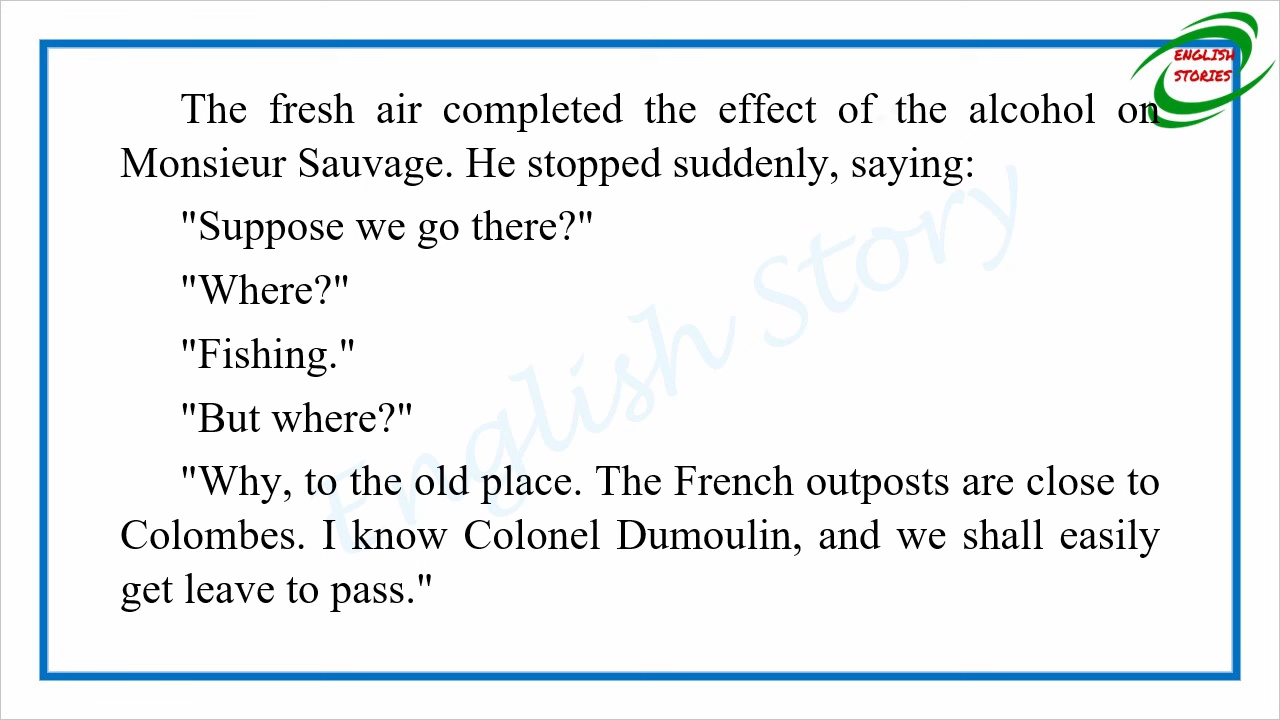 ENGLISH
STORIES
The fresh air completed the effect of the alcohol on
Monsieur Sauvage. He stopped suddenly, saying:
"Suppose we go there?"
"Where?"
"Fishing."
"But where?"
"Why, to the old place. The French outposts are close to
Colombes. I know Colonel Dumoulin, and we shall easily
get leave to pass."
English Story